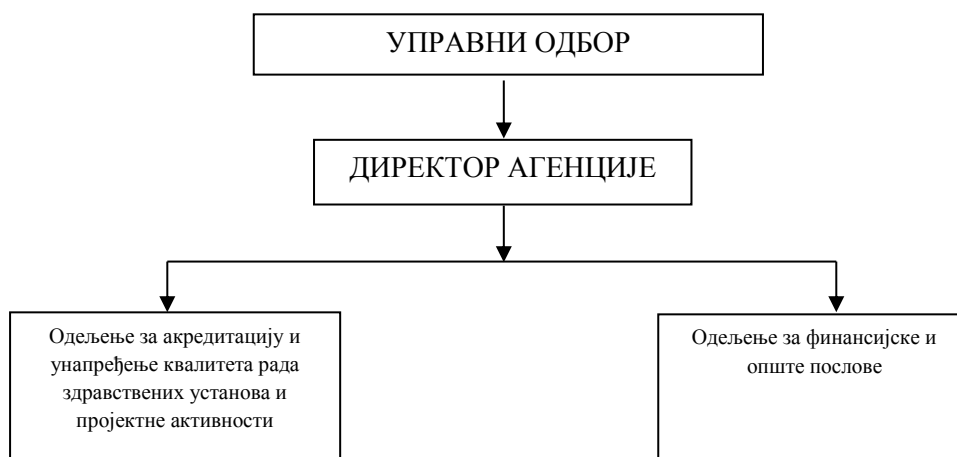 УПРАВНИ ОДБОР
ДИРЕКТОР АГЕНЦИЈЕ
Одељење за акредитацију и
унапређење квалитета рада
здравствених установа и
пројектне активности
Одељење за финансијске и
опште послове